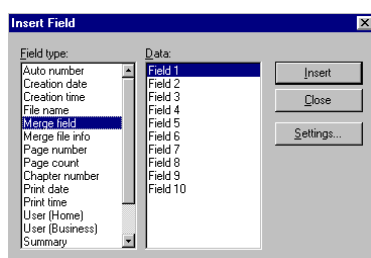 Insert Field
Field type:
Auto number
Creation date
Creation time
File name
Merge field
Merge file info
Page number
Page count
Chapter number
Print date
Print time
User (Home)
User (Business)
Summary
Data:
Field 1
Field 2
Field 3
Field 4
Field 5
Field 6
Field 7
Field 8
Field 9
Field 10
Insert
Close
Settings...